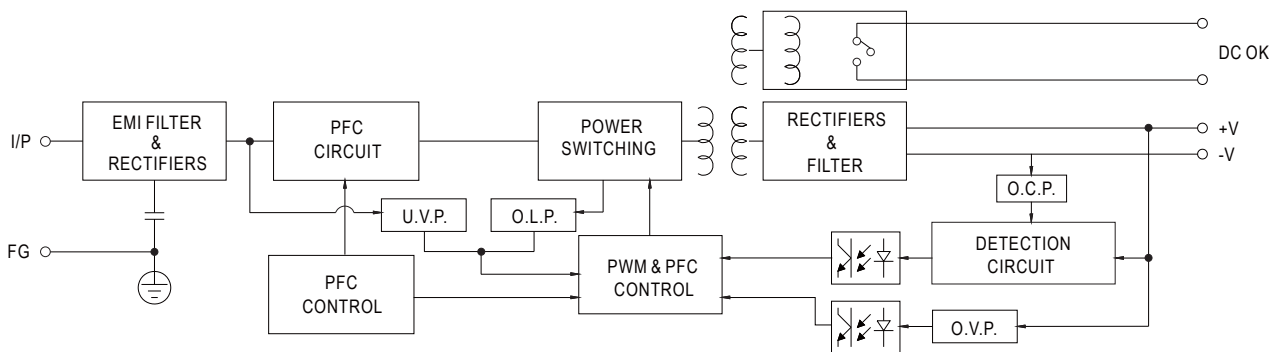 DC OK
I/P
EMI FILTER
&
RECTIFIERS
PFC
CIRCUIT
POWER
SWITCHING
RECTIFIERS
&
FILTER
+V
-V
O.C.P.
U.V.P.
O.L.P.
FG
DETECTION
CIRCUIT
PFC
CONTROL
PWM & PFC
CONTROL
O.V.P.